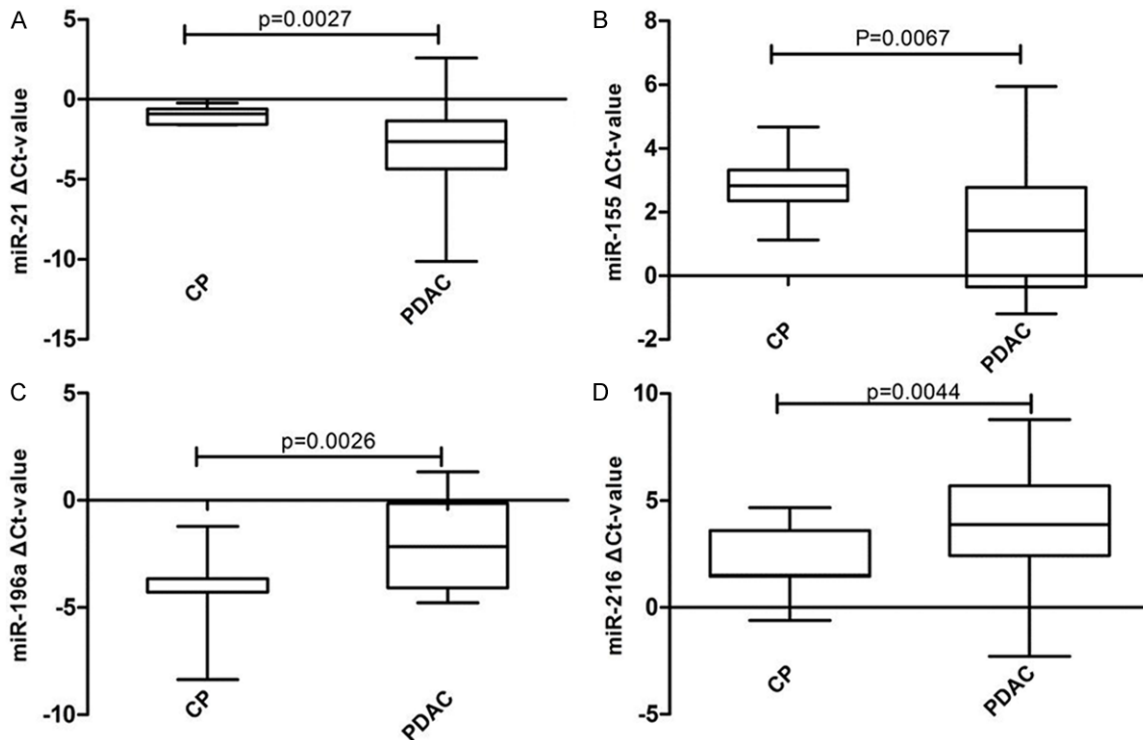 A
p=0.0027
5
0
-5
-10
-15
miR-21 ΔCt-value
CP
PDAC
B
P=0.0067
8
6
4
2
0
-2
miR-155 ΔCt-value
CP
PDAC
C
p=0.0026
5
0
-5
-10
miR-196a ΔCt-value
CP
PDAC
D
p=0.0044
10
5
0
-5
miR-216 ΔCt-value
CP
PDAC